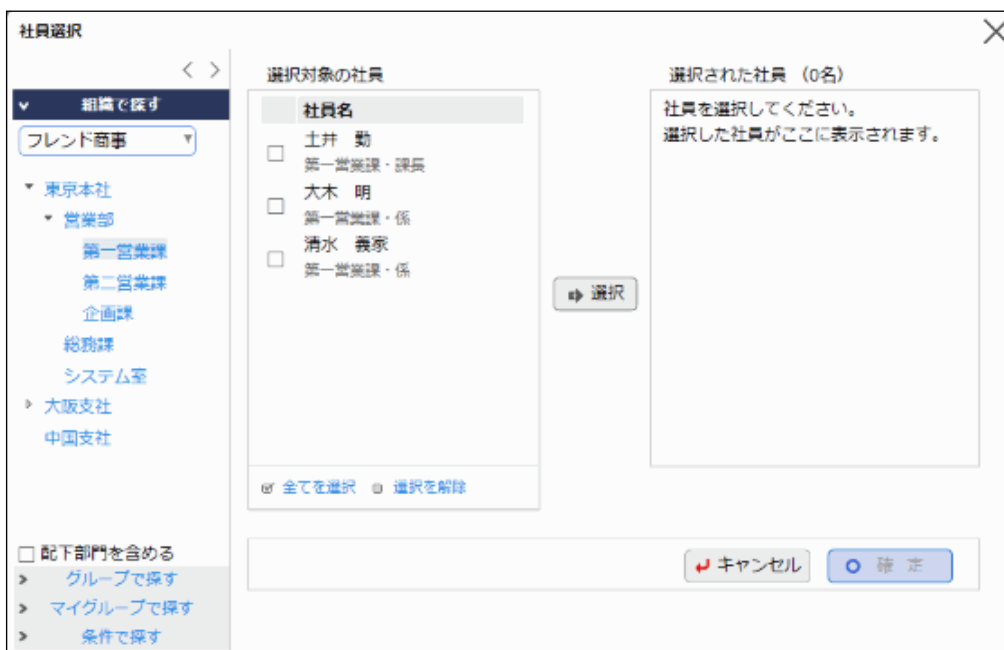 社員選択
組織で探す
フレンド商事
東京本社
営業部
第一営業課
第二営業課
企画課
総務課
システム室
大阪支社
中国支社
配下部門を含める
グループで探す
マイグループで探す
条件で探す
選択対象の社員
社員名
土井　勤
第一営業課・課長
大木　明
第一営業課・係
清水　義家
第一営業課・係
全てを選択
選択を解除
選択
選択された社員　(0名)
社員を選択してください。
選択した社員がここに表示されます。
キャンセル
確 定